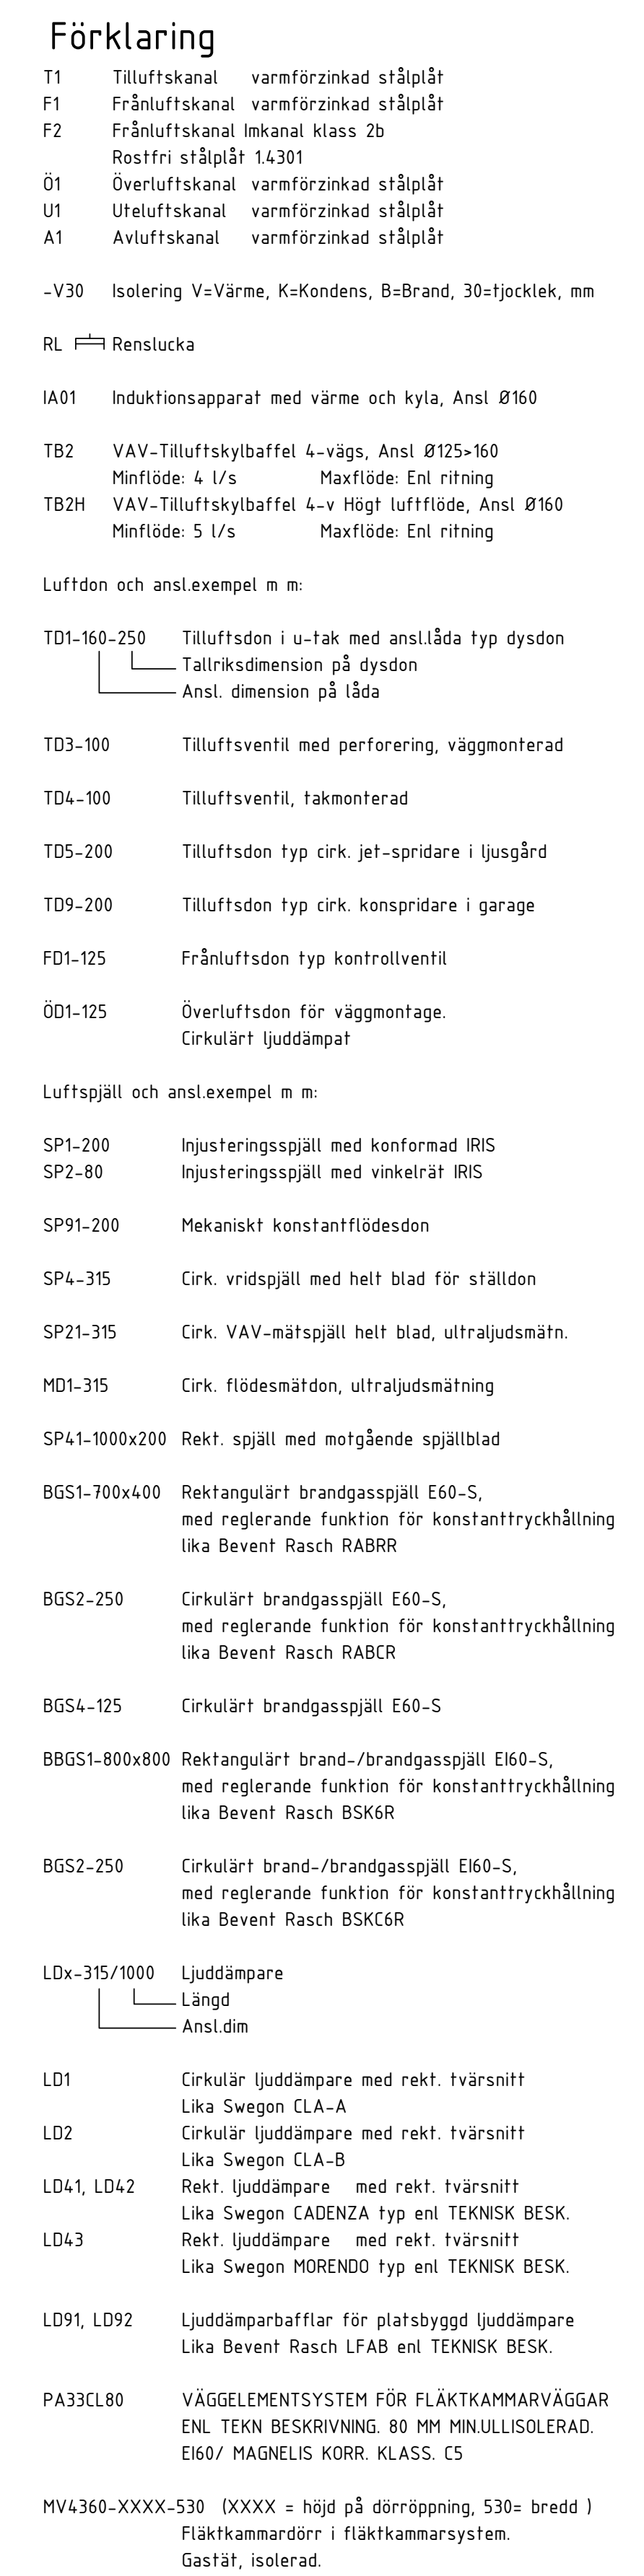 Förklaring
T1 Tilluftskanal varmförzinkad stålplåt
F1 Frånluftskanal varmförzinkad stålplåt
F2 Frånluftskanal Imkanal klass 2b
Rostfri stålplåt 1.4301
Ö1 Överluftskanal varmförzinkad stålplåt
U1 Uteluftskanal varmförzinkad stålplåt
A1 Avluftskanal varmförzinkad stålplåt
-V30 Isolering V=Värme, K=Kondens, B=Brand, 30=tjocklek, mm
RL Renslucka
IA01 Induktionsapparat med värme och kyla, Ansl Ø160
TB2 VAV-Tilluftskylbaffel 4-vägs, Ansl Ø125>160
Minflöde: 4 l/s Maxflöde: Enl ritning
TB2H VAV-Tilluftskylbaffel 4-v Högt luftflöde, Ansl Ø160
Minflöde: 5 l/s Maxflöde: Enl ritning
Luftdon och ansl.exempel m m:
TD1-160-250 Tilluftsdon i u-tak med ansl.låda typ dysdon
Tallriksdimension på dysdon
Ansl. dimension på låda
TD3-100 Tilluftsventil med perforering, väggmonterad
TD4-100 Tilluftsventil, takmonterad
TD5-200 Tilluftsdon typ cirk. jet-spridare i ljusgård
TD9-200 Tilluftsdon typ cirk. konspridare i garage
FD1-125 Frånluftsdon typ kontrollventil
ÖD1-125 Överluftsdon för väggmontage.
Cirkulärt ljuddämpat
Luftspjäll och ansl.exempel m m:
SP1-200 Injusteringsspjäll med konformad IRIS
SP2-80 Injusteringsspjäll med vinkelrät IRIS
SP91-200 Mekaniskt konstantflödesdon
SP4-315 Cirk. vridspjäll med helt blad för ställdon
SP21-315 Cirk. VAV-mätspjäll helt blad, ultraljudsmätn.
MD1-315 Cirk. flödesmätdon, ultraljudsmätning
SP41-1000x200 Rekt. spjäll med motgående spjällblad
BGS1-700x400 Rektangulärt brandgasspjäll E60-S,
med reglerande funktion för konstanttryckhållning
lika Bevent Rasch RABRR
BGS2-250 Cirkulärt brandgasspjäll E60-S,
med reglerande funktion för konstanttryckhållning
lika Bevent Rasch RABCR
BGS4-125 Cirkulärt brandgasspjäll E60-S
BBGS1-800x800 Rektangulärt brand-/brandgasspjäll EI60-S,
med reglerande funktion för konstanttryckhållning
lika Bevent Rasch BSK6R
BGS2-250 Cirkulärt brand-/brandgasspjäll EI60-S,
med reglerande funktion för konstanttryckhållning
lika Bevent Rasch BSKC6R
LDx-315/1000 Ljuddämpare
Längd
Ansl.dim
LD1 Cirkulär ljuddämpare med rekt. tvärsnitt
Lika Swegon CLA-A
LD2 Cirkulär ljuddämpare med rekt. tvärsnitt
Lika Swegon CLA-B
LD41, LD42 Rekt. ljuddämpare med rekt. tvärsnitt
Lika Swegon CADENZA typ enl TEKNISK BESK.
LD43 Rekt. ljuddämpare med rekt. tvärsnitt
Lika Swegon MORENDO typ enl TEKNISK BESK.
LD91, LD92 Ljuddämparbafflar för platsbyggd ljuddämpare
Lika Bevent Rasch LFAB enl TEKNISK BESK.
PA33CL80 VÄGGELEMENTSYSTEM FÖR FLÄKTKAMMARVÄGGAR
ENL TEKN BESKRIVNING. 80 MM MIN.ULLISOLERAD.
EI60/ MAGNELIS KORR. KLASS. C5
MV4360-XXXX-530 (XXXX = höjd på dörröppning, 530= bredd )
Fläktkammardörr i fläktkammarsystem.
Gastät, isolerad.